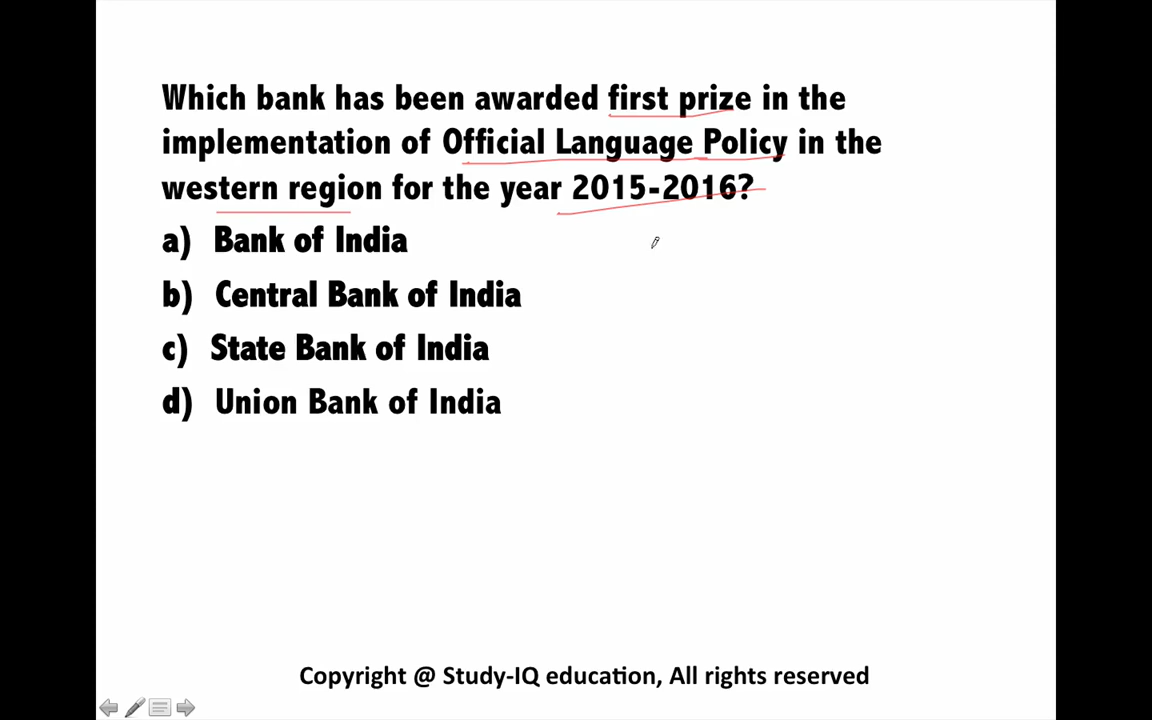 Which bank has been awarded first prize in the
implementation of Official Language Policy in the
western region for the year 2015-2016?
a) Bank of India
b) Central Bank of India
c) State Bank of India
d) Union Bank of India
Copyright @ Study-IQ education, All rights reserved